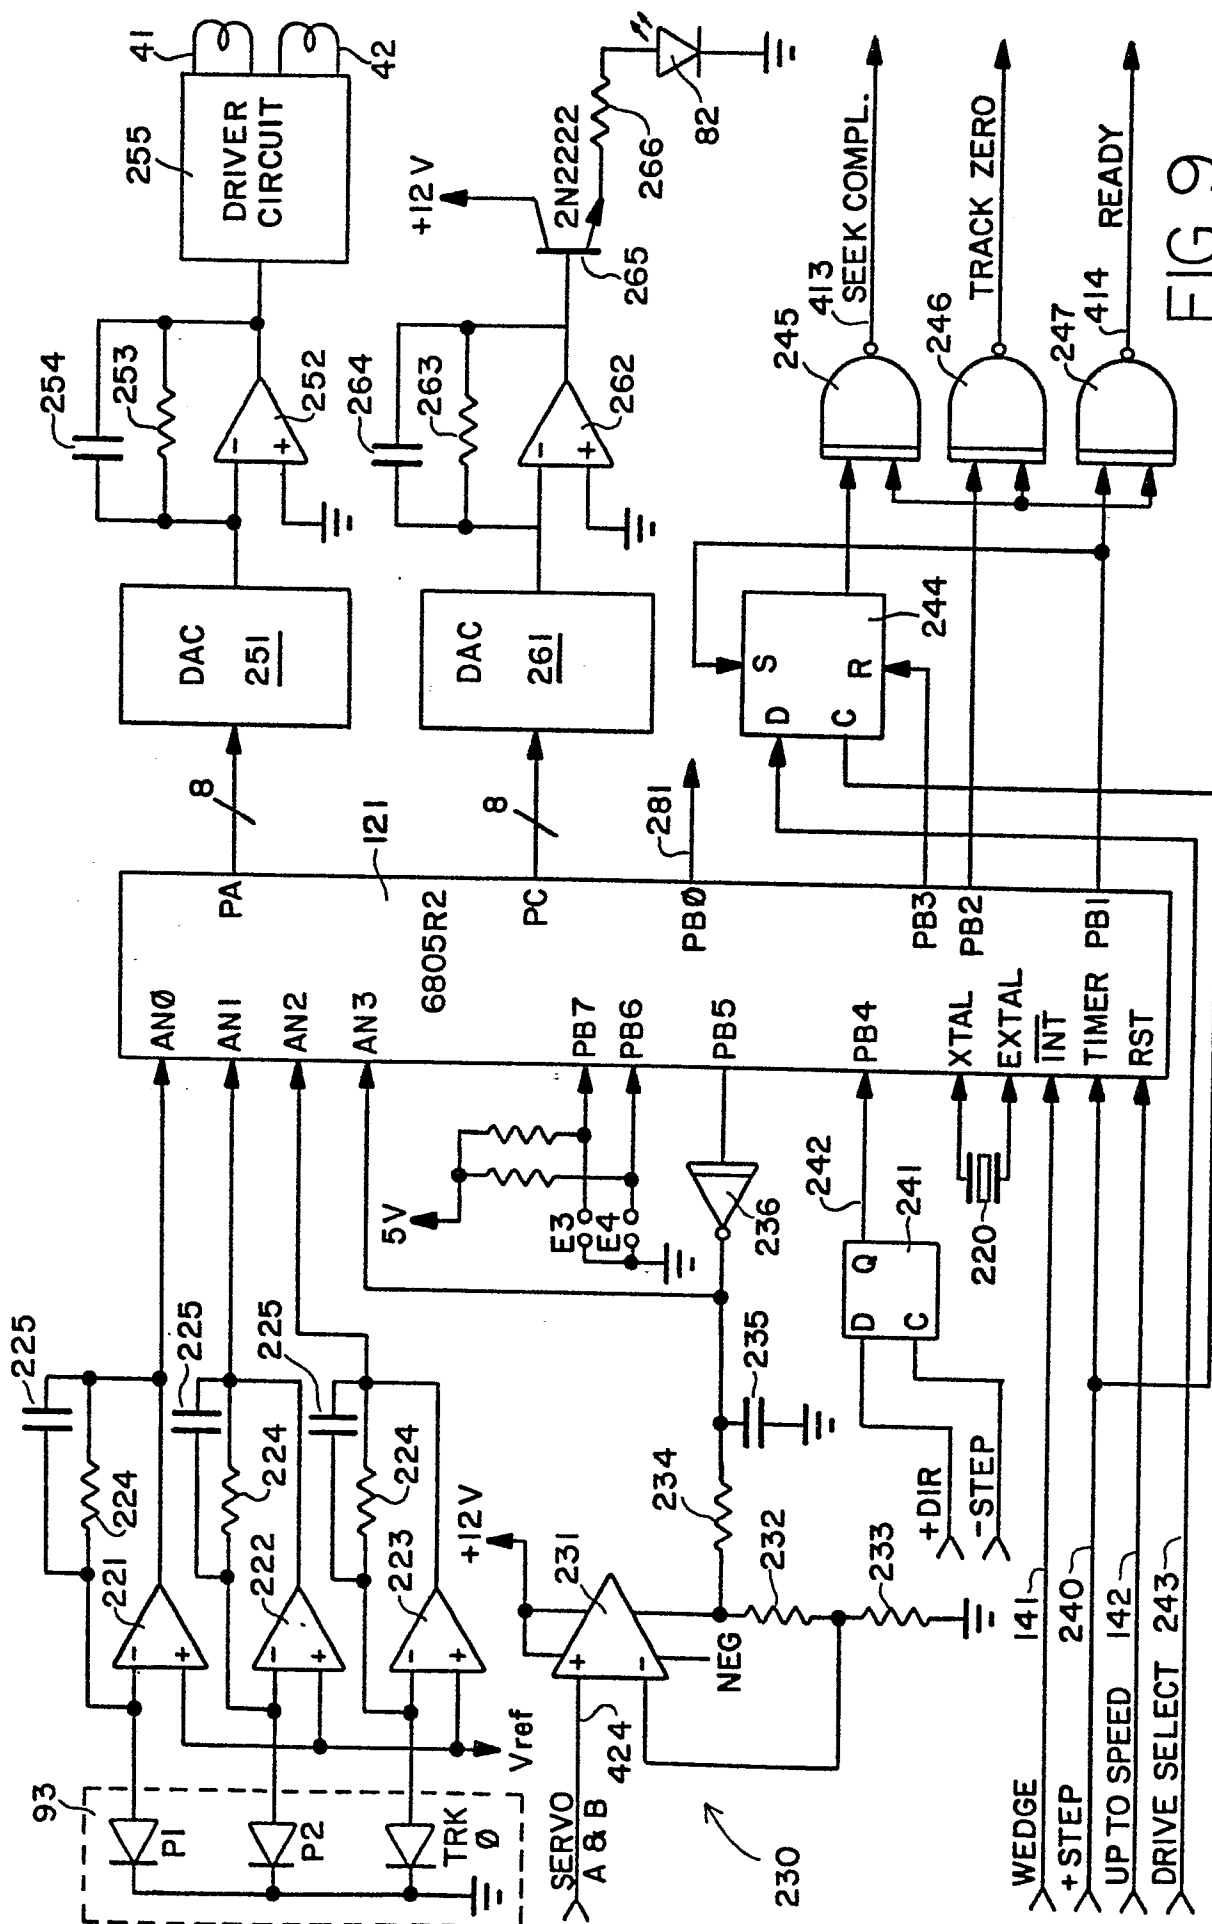 93
P1
P2
TRK
Ø
221
222
223
224
224
224
225
225
225
Vref
AN0
AN1
AN2
AN3
6805R2
121
PA
PC
PBØ
281
PB3
PB2
PB1
PB7
PB6
PB5
PB4
XTAL
EXTAL
INT
TIMER
RST
8
DAC
251
254
253
252
-
+
DRIVER
CIRCUIT
255
41
42
8
DAC
261
264
263
262
-
+
+12 V
2N2222
265
266
82
5V
E3
E4
236
235
234
232
233
231
+12V
NEG
424
SERVO
A & B
230
242
241
D
Q
C
220
+DIR
-STEP
WEDGE
141
+STEP
240
UP TO SPEED
142
DRIVE SELECT
243
D
S
C
R
244
245
413
SEEK COMPL.
246
TRACK ZERO
247
414
READY
FIG 9